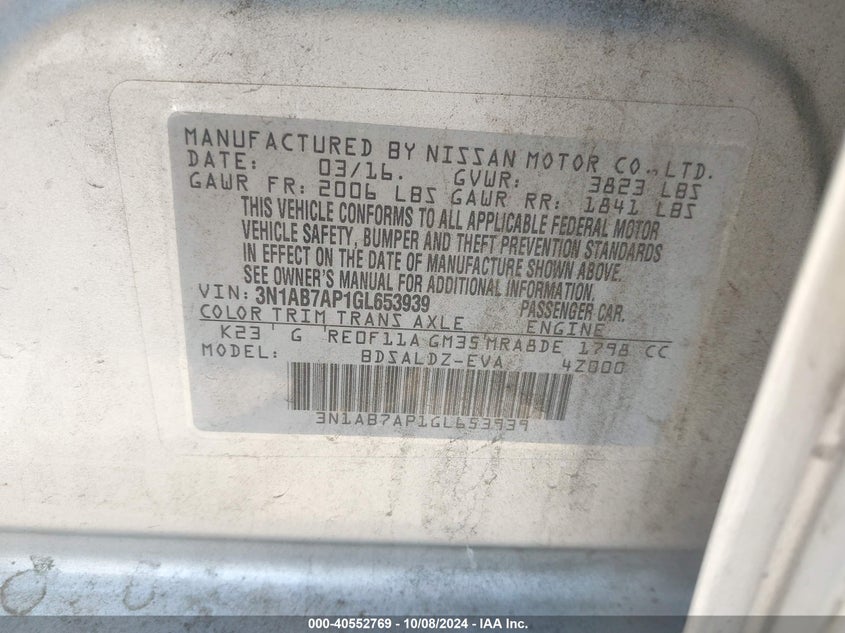 MANUFACTURED BY NISSAN MOTOR CO., LTD.
DATE: 03/16. GVWR: 3823 LBS
GAWR FR: 2006 LBS GAWR RR: 1841 LBS
THIS VEHICLE CONFORMS TO ALL APPLICABLE FEDERAL MOTOR
VEHICLE SAFETY, BUMPER AND THEFT PREVENTION STANDARDS
IN EFFECT ON THE DATE OF MANUFACTURE SHOWN ABOVE.
SEE OWNER'S MANUAL FOR ADDITIONAL INFORMATION.
VIN: 3N1AB7AP1GL653939 PASSENGER CAR.
COLOR TRIM TRANS AXLE ENGINE
K23 G RE0F11A GM35 MRA8DE 1798 CC
MODEL: BDSALDZ-EVA 4Z000
3N1AB7AP1GL653939
000-40552769 - 10/08/2024 - IAA Inc.